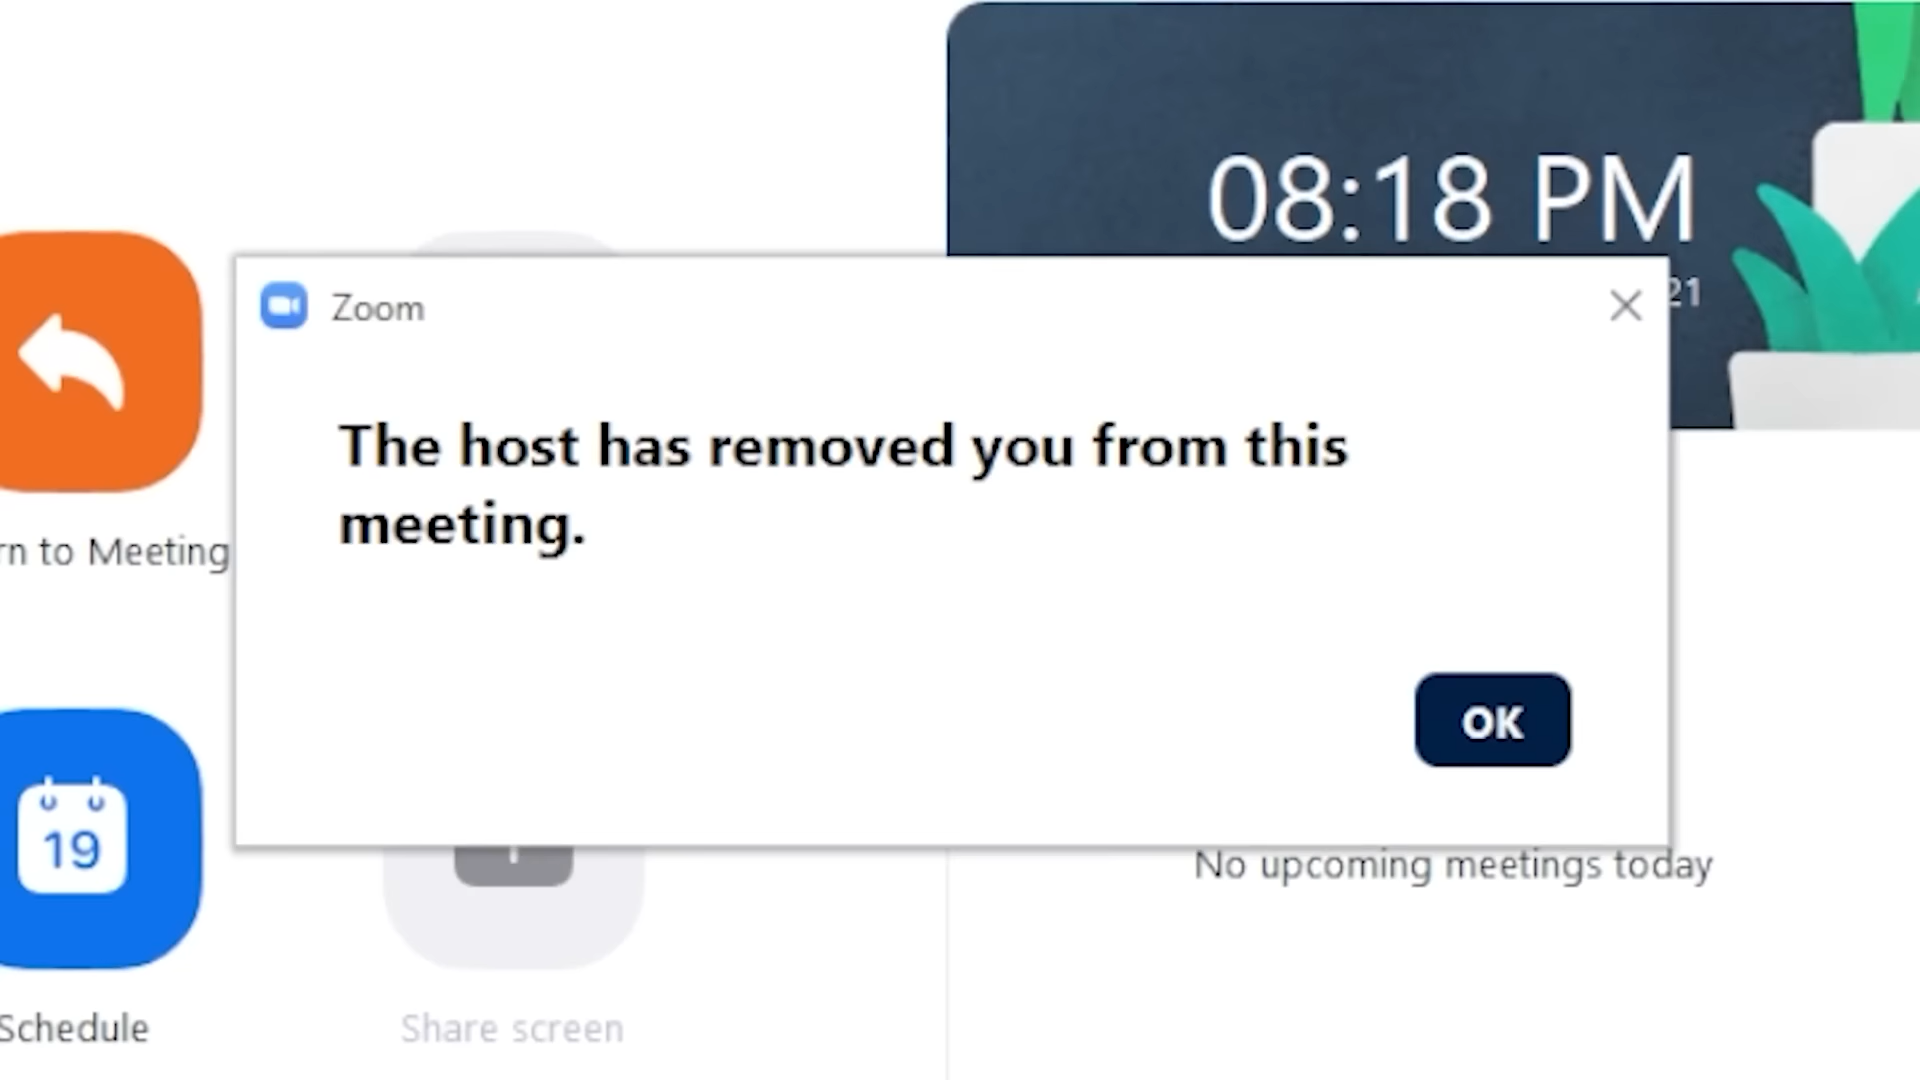 08:18 PM
21
Zoom
The host has removed you from this
meeting.
OK
rn to Meeting
19
No upcoming meetings today
Schedule
Share screen